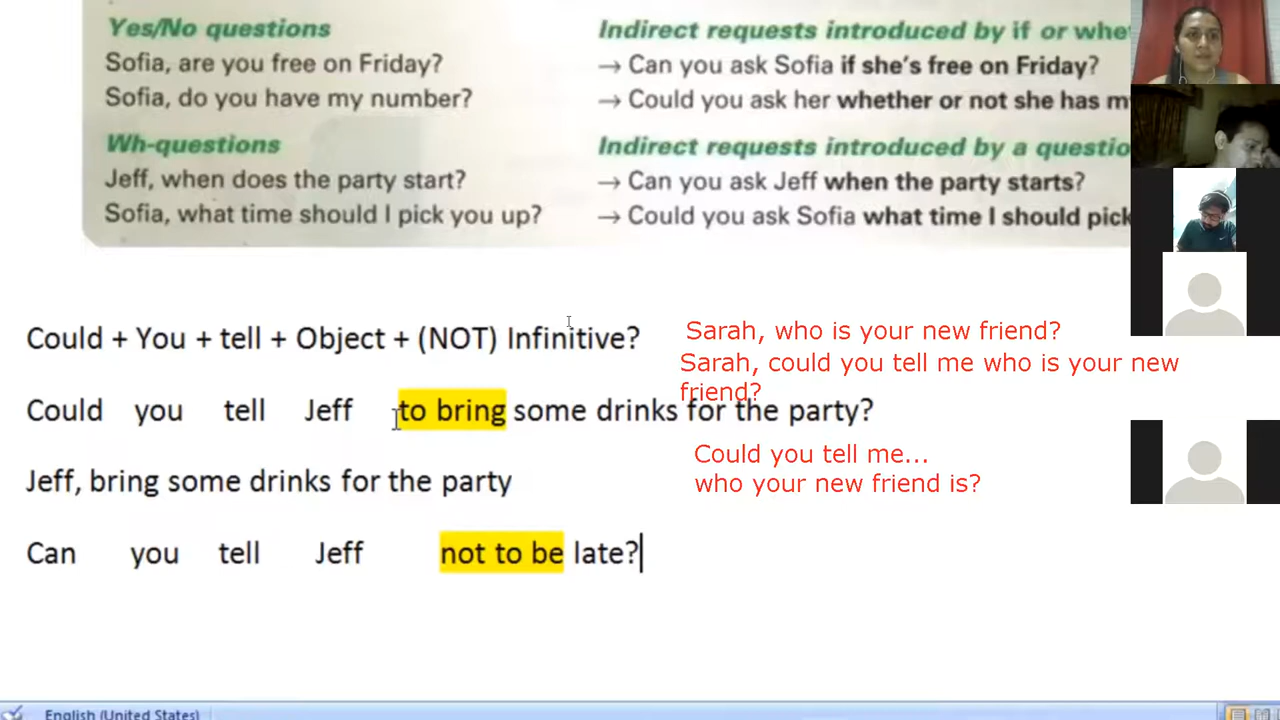 Yes/No questions
Indirect requests introduced by if or whe
Sofia, are you free on Friday?
→ Can you ask Sofia if she's free on Friday?
Sofia, do you have my number?
→ Could you ask her whether or not she has m
Wh-questions
Indirect requests introduced by a questio
Jeff, when does the party start?
→ Can you ask Jeff when the party starts?
Sofia, what time should I pick you up?
→ Could you ask Sofia what time I should pick
Could + You + tell + Object + (NOT) Infinitive?
Could you tell Jeff to bring some drinks for the party?
Jeff, bring some drinks for the party
Can you tell Jeff not to be late?
Sarah, who is your new friend?
Sarah, could you tell me who is your new
friend?
Could you tell me...
who your new friend is?
English (United States)